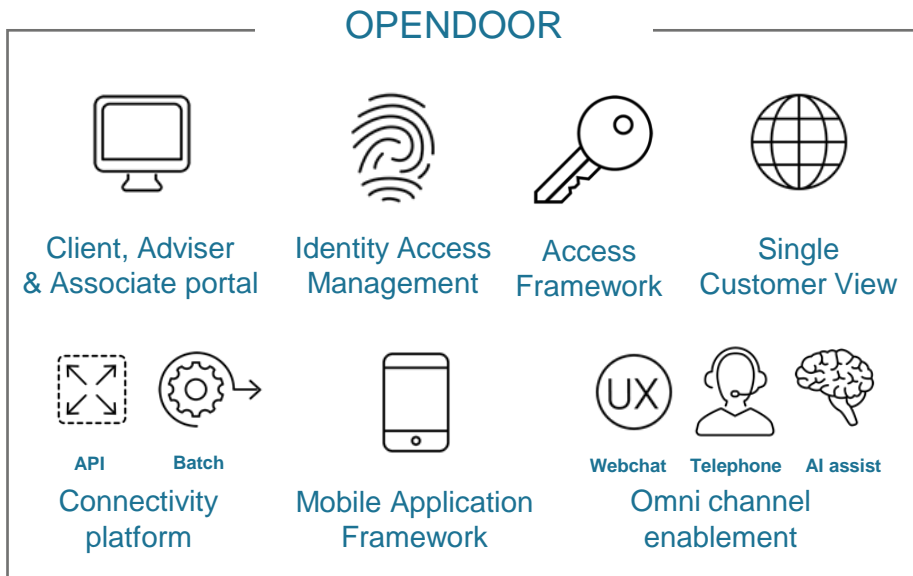 OPENDOOR
Client, Adviser
& Associate portal
Identity Access
Management
Access
Framework
Single
Customer View
API
Batch
Connectivity
platform
Mobile Application
Framework
UX
Webchat
Telephone
AI assist
Omni channel
enablement